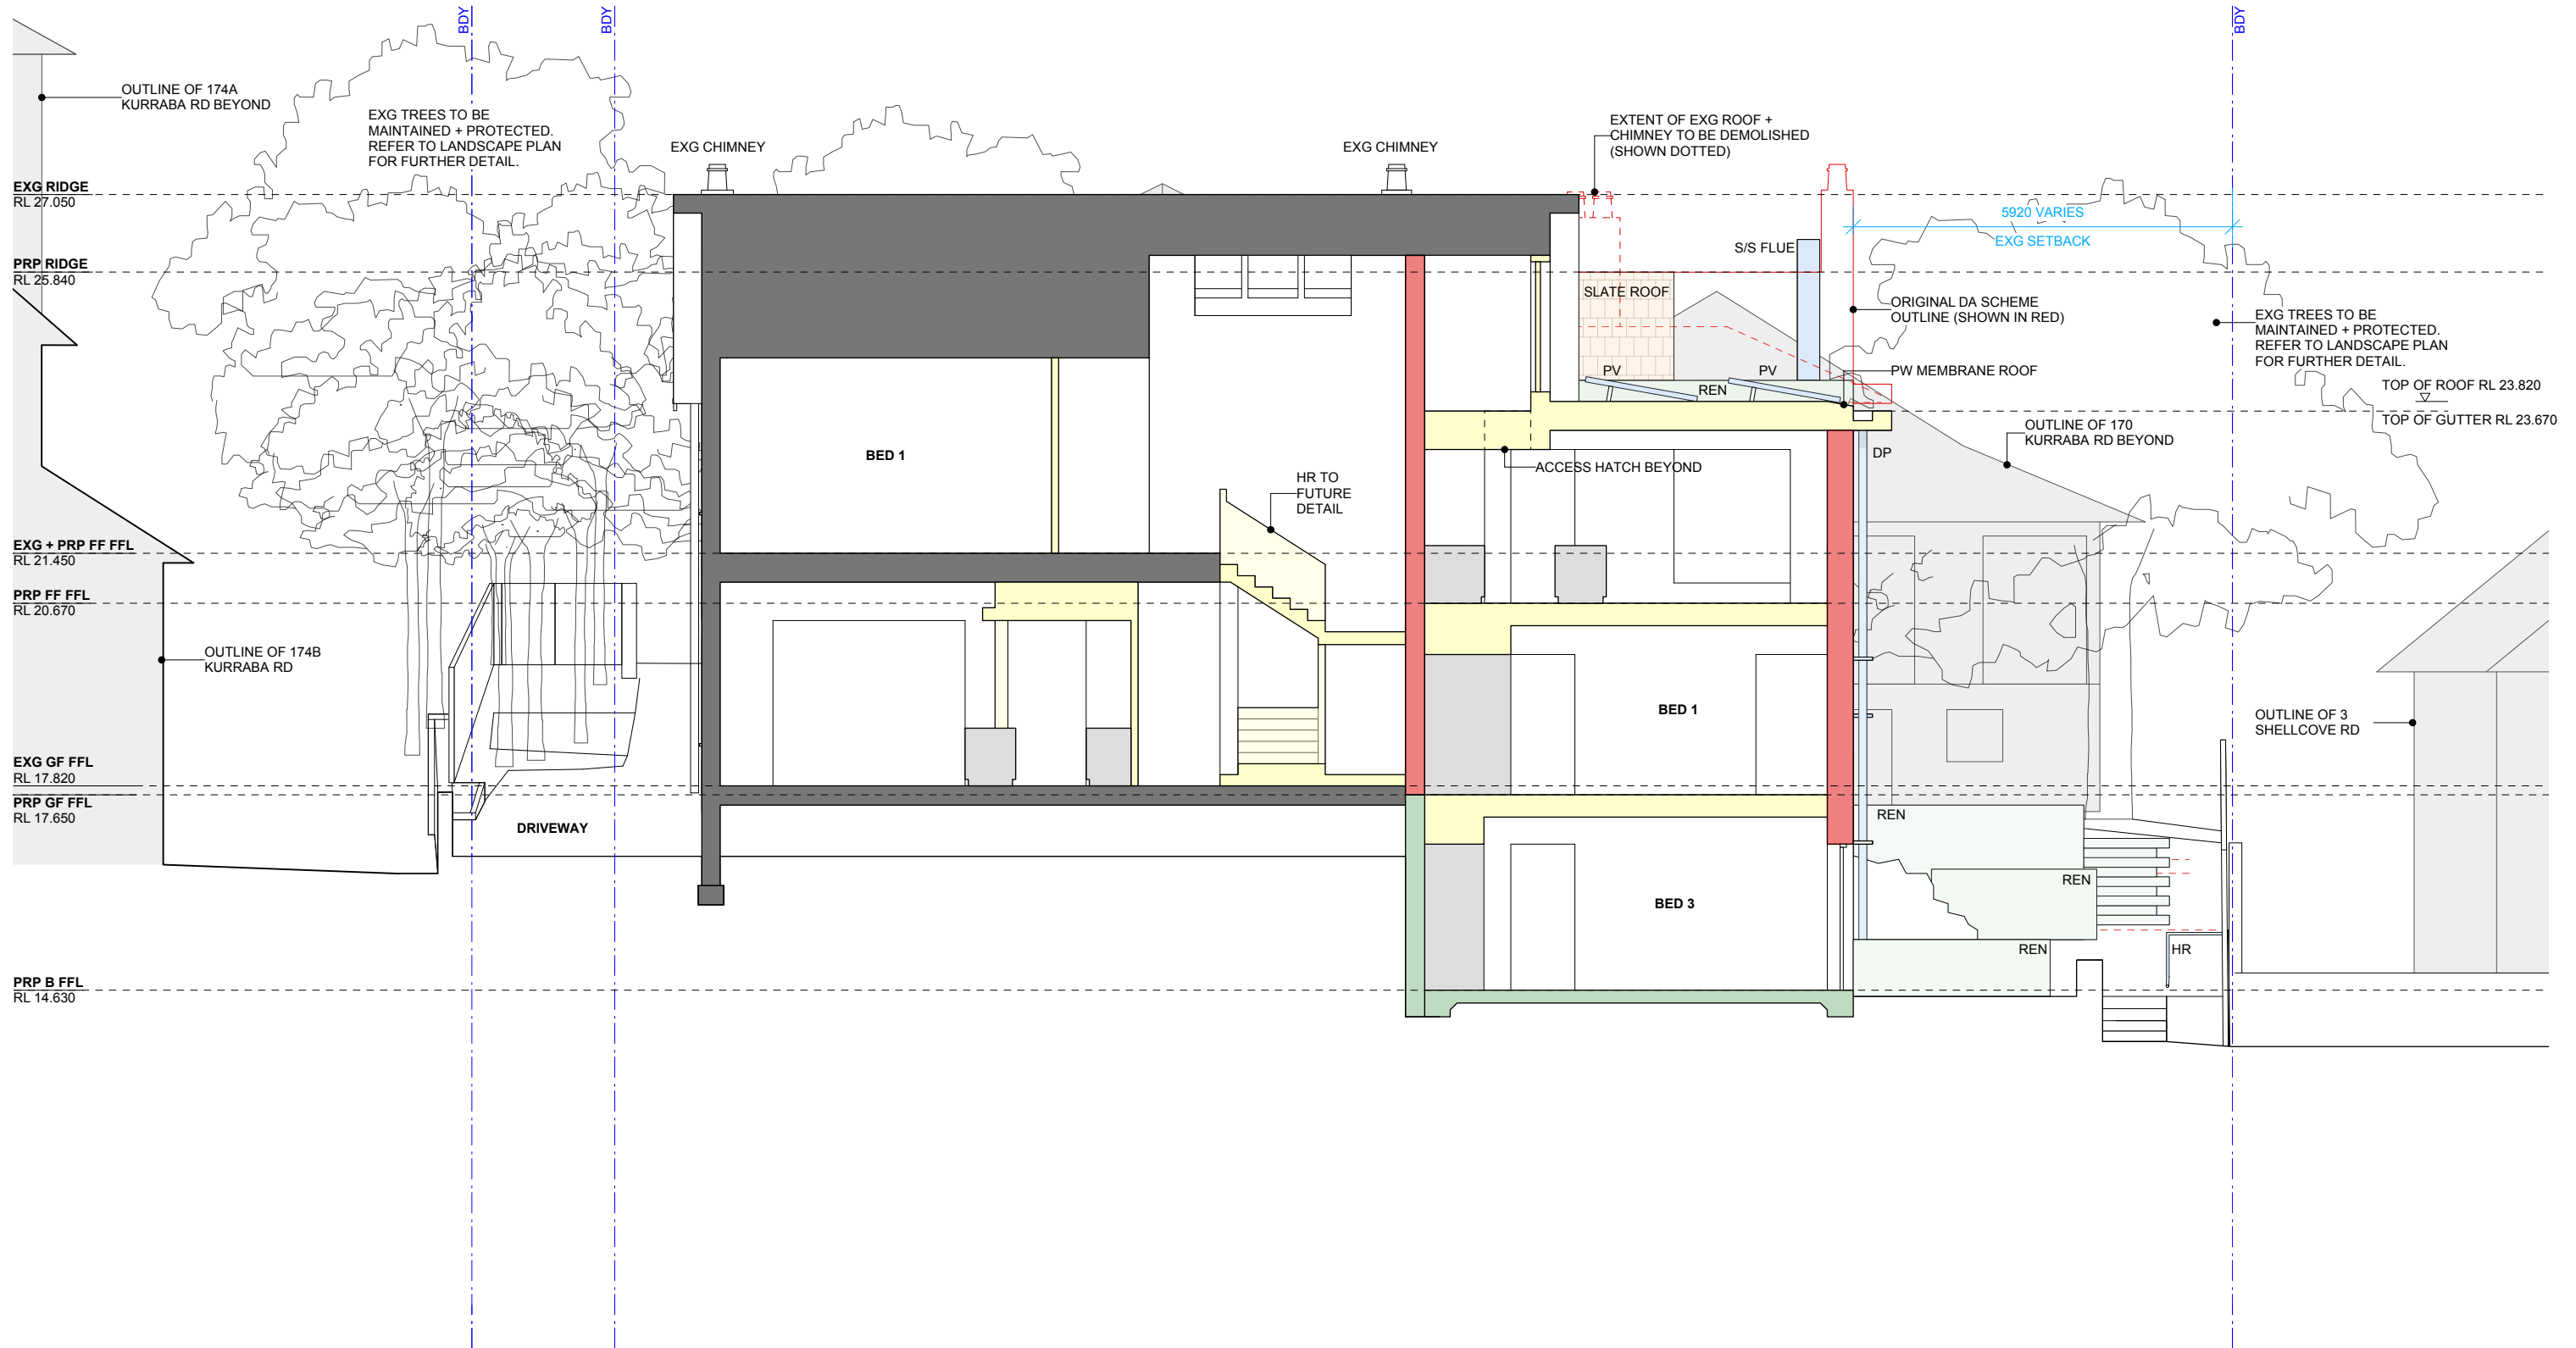 BDY
BDY
BDY
OUTLINE OF 174A
KURRABA RD BEYOND
EXG TREES TO BE
MAINTAINED + PROTECTED.
REFER TO LANDSCAPE PLAN
FOR FURTHER DETAIL.
EXG CHIMNEY
EXG CHIMNEY
EXTENT OF EXG ROOF +
CHIMNEY TO BE DEMOLISHED
(SHOWN DOTTED)
EXG RIDGE
RL 27.050
5920 VARIES
EXG SETBACK
S/S FLUE
PRP RIDGE
RL 25.840
SLATE ROOF
ORIGINAL DA SCHEME
OUTLINE (SHOWN IN RED)
EXG TREES TO BE
MAINTAINED + PROTECTED.
REFER TO LANDSCAPE PLAN
FOR FURTHER DETAIL.
PV
PV
REN
PW MEMBRANE ROOF
TOP OF ROOF RL 23.820
TOP OF GUTTER RL 23.670
OUTLINE OF 170
KURRABA RD BEYOND
BED 1
DP
ACCESS HATCH BEYOND
HR TO
FUTURE
DETAIL
EXG + PRP FF FFL
RL 21.450
PRP FF FFL
RL 20.670
OUTLINE OF 174B
KURRABA RD
BED 1
OUTLINE OF 3
SHELLCOVE RD
EXG GF FFL
RL 17.820
PRP GF FFL
RL 17.650
DRIVEWAY
REN
REN
BED 3
REN
HR
PRP B FFL
RL 14.630